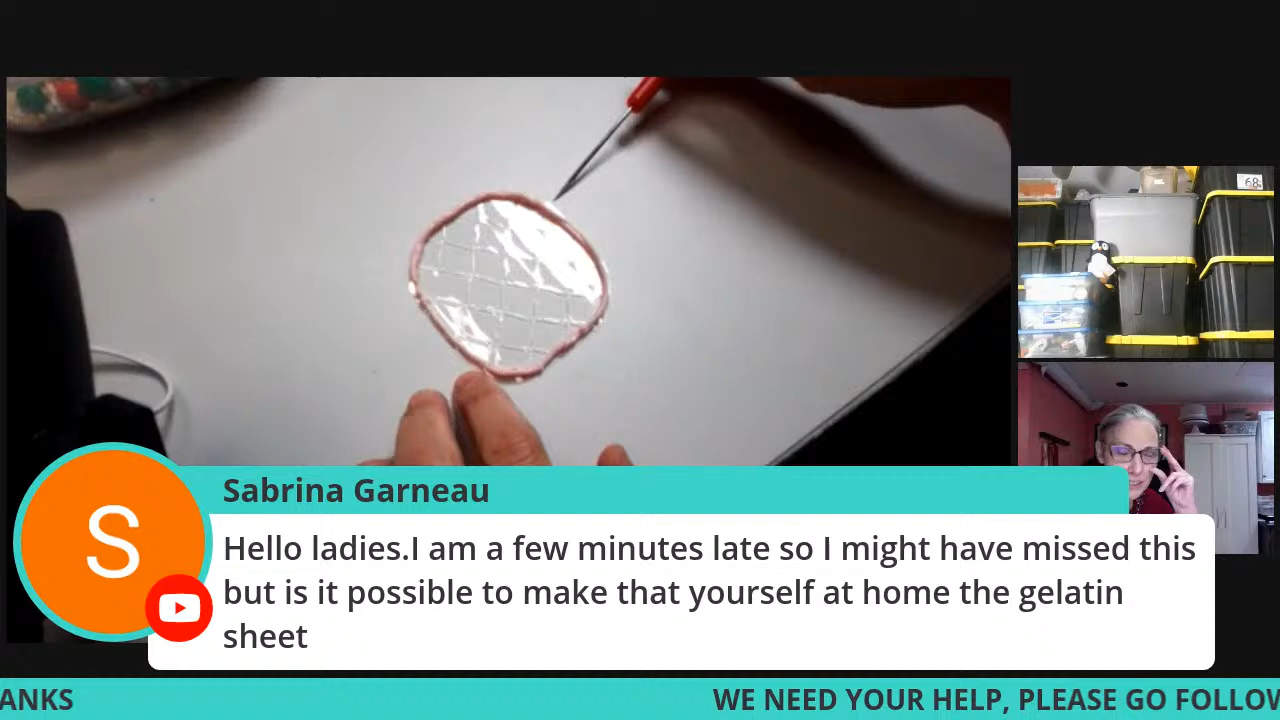 68
Sabrina Garneau
S
Hello ladies.I am a few minutes late so I might have missed this
but is it possible to make that yourself at home the gelatin
sheet
ANKS
WE NEED YOUR HELP, PLEASE GO FOLLOW